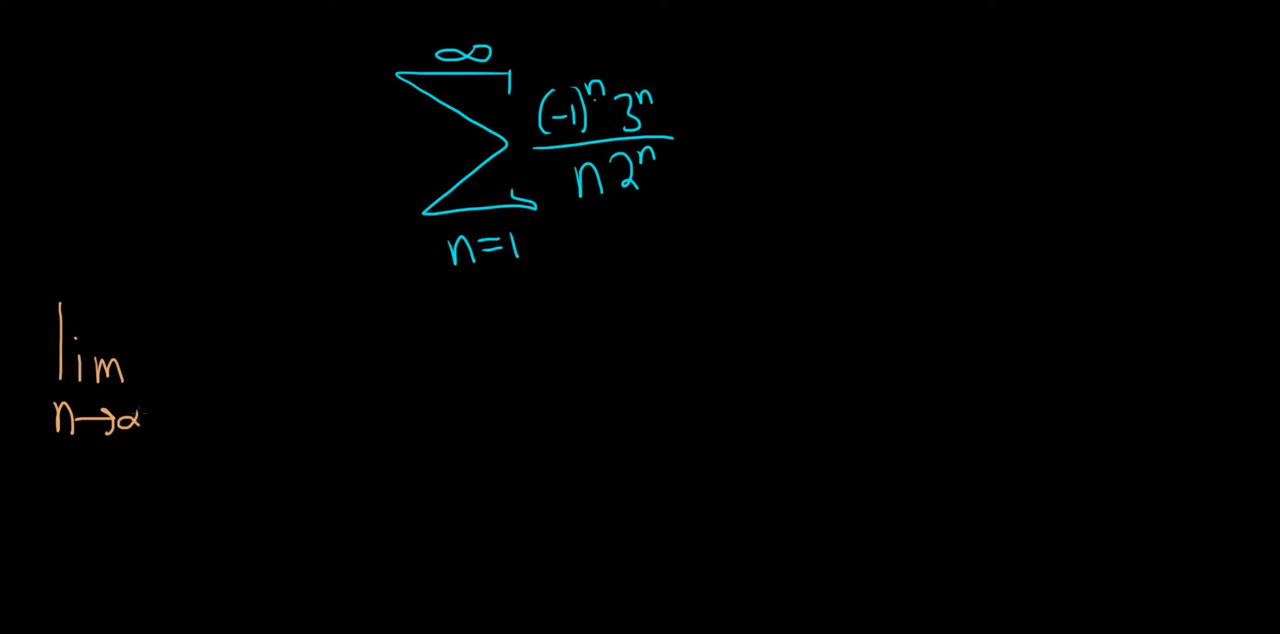 ∞
∑ (-1)^n 3^n / n 2^n
n=1
lim
n→α